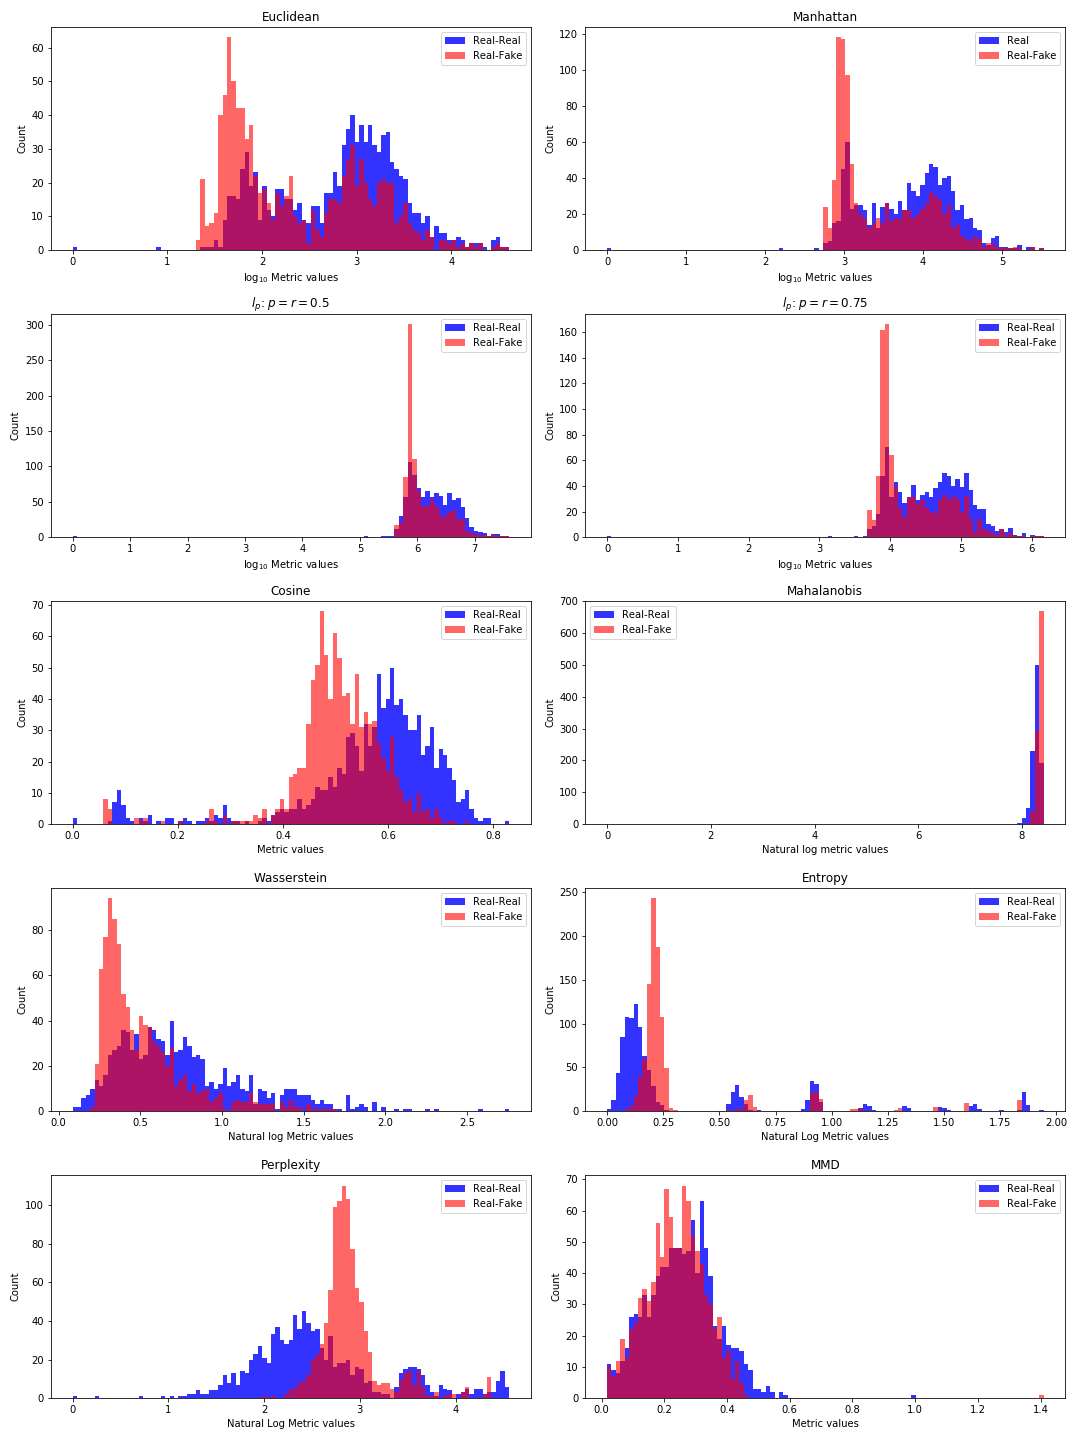 Euclidean
Real-Real
Real-Fake
60
50
40
30
20
10
0
Count
0 1 2 3 4
log10 Metric values
Manhattan
Real
Real-Fake
120
100
80
60
40
20
0
Count
0 1 2 3 4 5
log10 Metric values
lp: p = r = 0.5
Real-Real
Real-Fake
300
250
200
150
100
50
0
Count
0 1 2 3 4 5 6 7
log10 Metric values
lp: p = r = 0.75
Real-Real
Real-Fake
160
140
120
100
80
60
40
20
0
Count
0 1 2 3 4 5 6
log10 Metric values
Cosine
Real-Real
Real-Fake
70
60
50
40
30
20
10
0
Count
0.0 0.2 0.4 0.6 0.8
Metric values
Mahalanobis
Real-Real
Real-Fake
700
600
500
400
300
200
100
0
Count
0 2 4 6 8
Natural log metric values
Wasserstein
Real-Real
Real-Fake
80
60
40
20
0
Count
0.0 0.5 1.0 1.5 2.0 2.5
Natural log Metric values
Entropy
Real-Real
Real-Fake
250
200
150
100
50
0
Count
0.00 0.25 0.50 0.75 1.00 1.25 1.50 1.75 2.00
Natural Log Metric values
Perplexity
Real-Real
Real-Fake
100
80
60
40
20
0
Count
0 1 2 3 4
Natural Log Metric values
MMD
Real-Real
Real-Fake
70
60
50
40
30
20
10
0
Count
0.0 0.2 0.4 0.6 0.8 1.0 1.2 1.4
Metric values